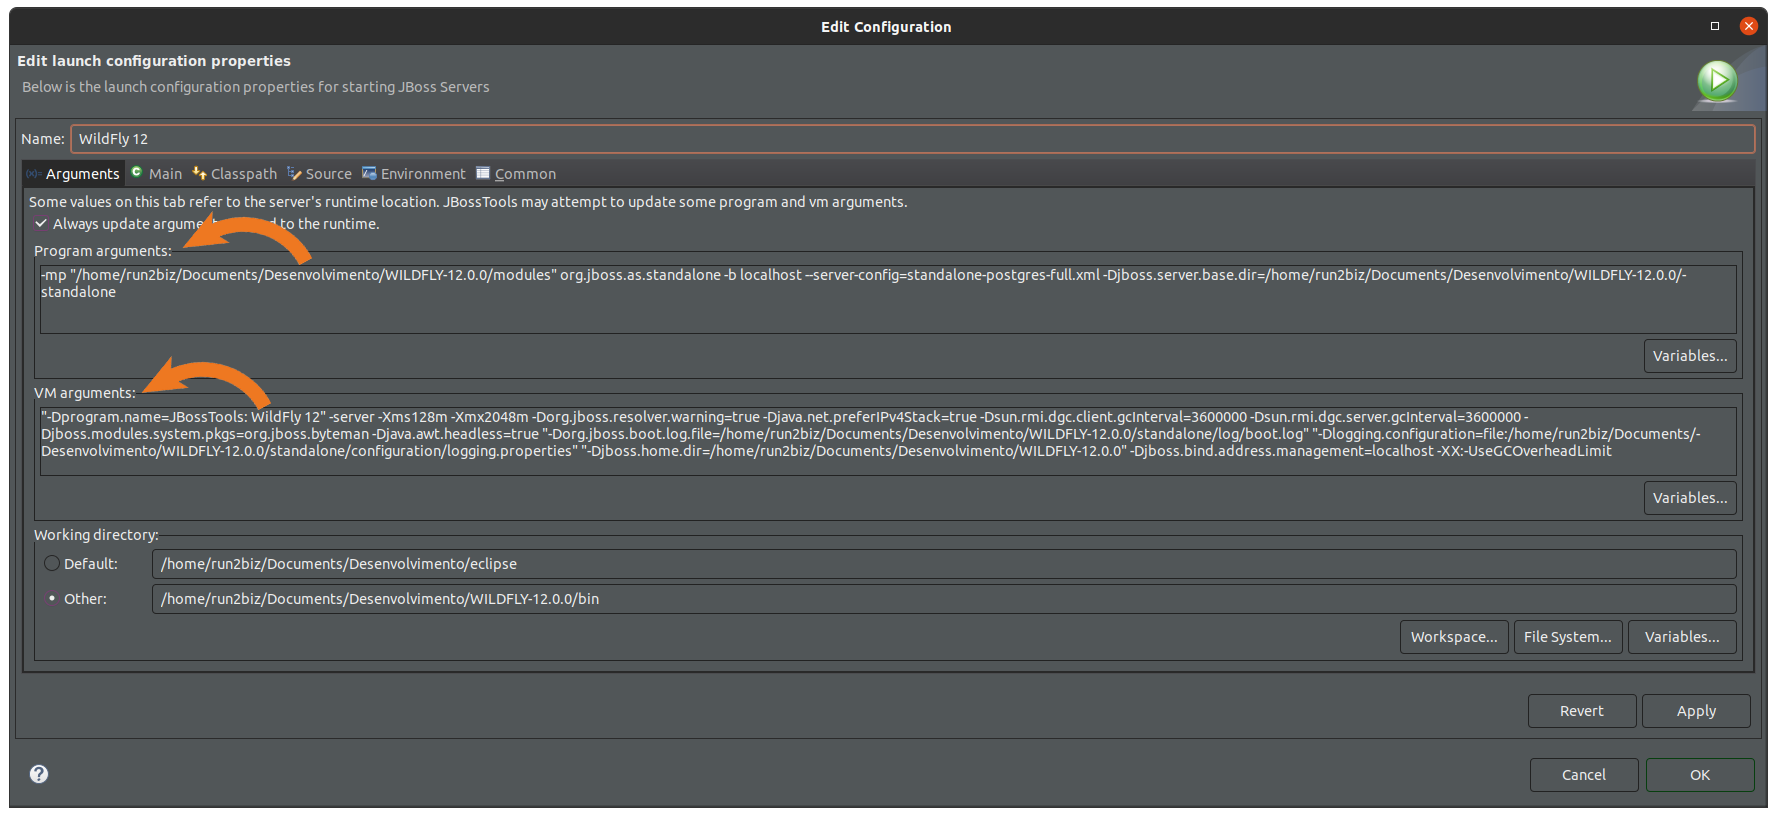 Edit Configuration
Edit launch configuration properties
Below is the launch configuration properties for starting JBoss Servers
Name: WildFly 12
(x)= Arguments Main Classpath Source Environment Common
Some values on this tab refer to the server's runtime location. JBossTools may attempt to update some program and vm arguments.
Always update to the runtime.
Program arguments:
-mp "/home/run2biz/Documents/Desenvolvimento/WILDFLY-12.0.0/modules" org.jboss.as.standalone -b localhost --server-config=standalone-postgres-full.xml -Djboss.server.base.dir=/home/run2biz/Documents/Desenvolvimento/WILDFLY-12.0.0/-
standalone
Variables...
VM arguments:
"-Dprogram.name=JBossTools: WildFly 12" -server -Xms128m -Xmx2048m -Dorg.jboss.resolver.warning=true -Djava.net.preferIPv4Stack=true -Dsun.rmi.dgc.client.gcInterval=3600000 -Dsun.rmi.dgc.server.gcInterval=3600000 -
Djboss.modules.system.pkgs=org.jboss.byteman -Djava.awt.headless=true "-Dorg.jboss.boot.log.file=/home/run2biz/Documents/Desenvolvimento/WILDFLY-12.0.0/standalone/log/boot.log" "-Dlogging.configuration=file:/home/run2biz/Documents/-
Desenvolvimento/WILDFLY-12.0.0/standalone/configuration/logging.properties" "-Djboss.home.dir=/home/run2biz/Documents/Desenvolvimento/WILDFLY-12.0.0" -Djboss.bind.address.management=localhost -XX:-UseGCOverheadLimit
Variables...
Working directory:
Default: /home/run2biz/Documents/Desenvolvimento/eclipse
Other: /home/run2biz/Documents/Desenvolvimento/WILDFLY-12.0.0/bin
Workspace... File System... Variables...
Revert Apply
? Cancel OK